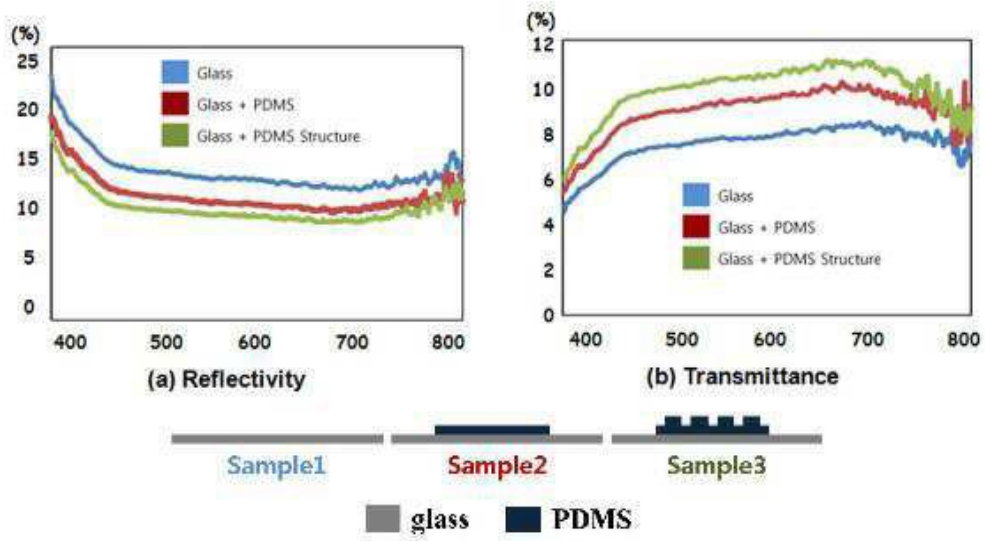 (%)
25
20
15
10
5
0
Glass
Glass + PDMS
Glass + PDMS Structure
400 500 600 700 800
(a) Reflectivity
(%)
12
10
8
6
4
2
0
Glass
Glass + PDMS
Glass + PDMS Structure
400 500 600 700 800
(b) Transmittance
Sample1 Sample2 Sample3
glass PDMS